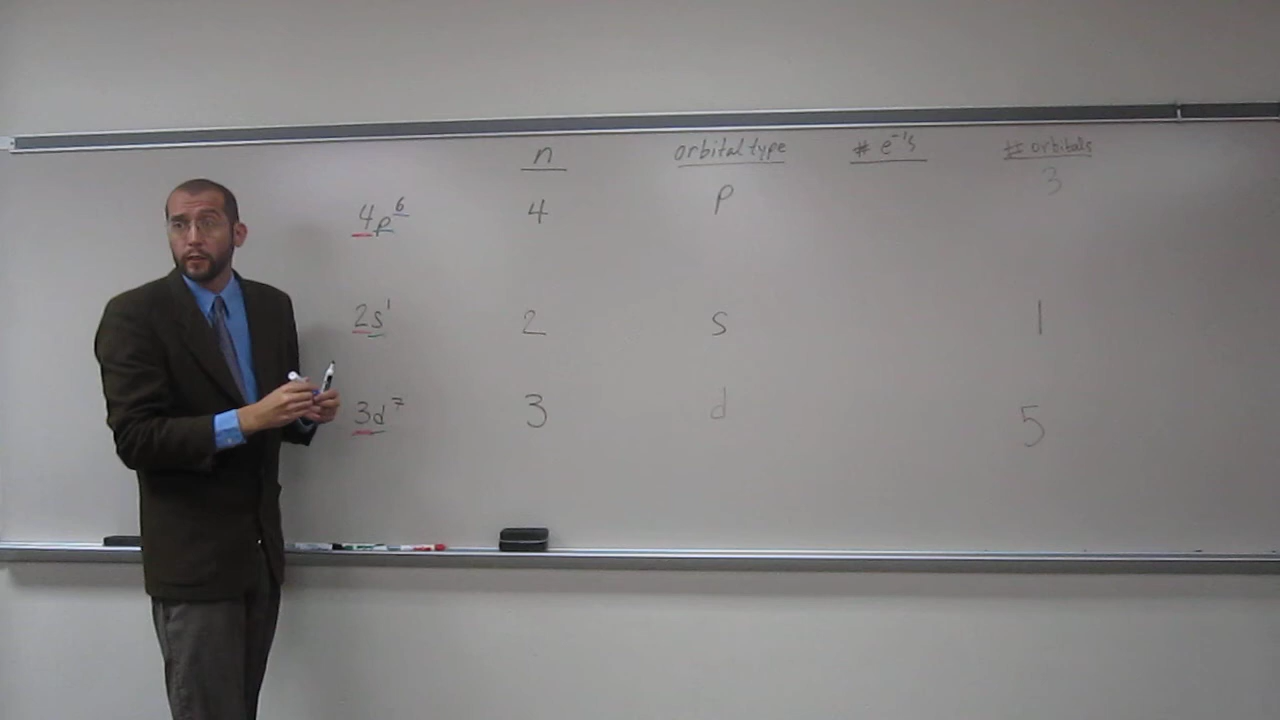 n orbital type # e⁻'s # orbitals
4p⁶ 4 p 3
2s¹ 2 s 1
3d⁷ 3 d 5